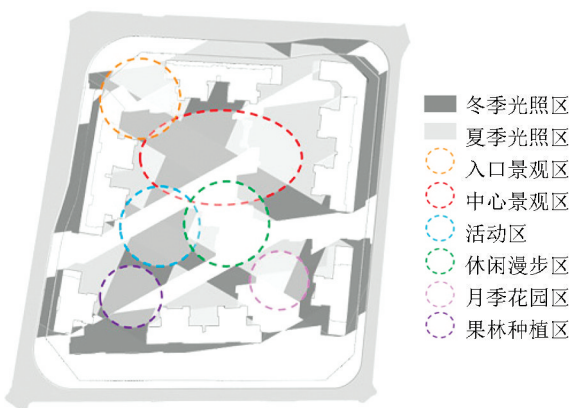 冬季光照区
夏季光照区
入口景观区
中心景观区
活动区
休闲漫步区
月季花园区
果林种植区